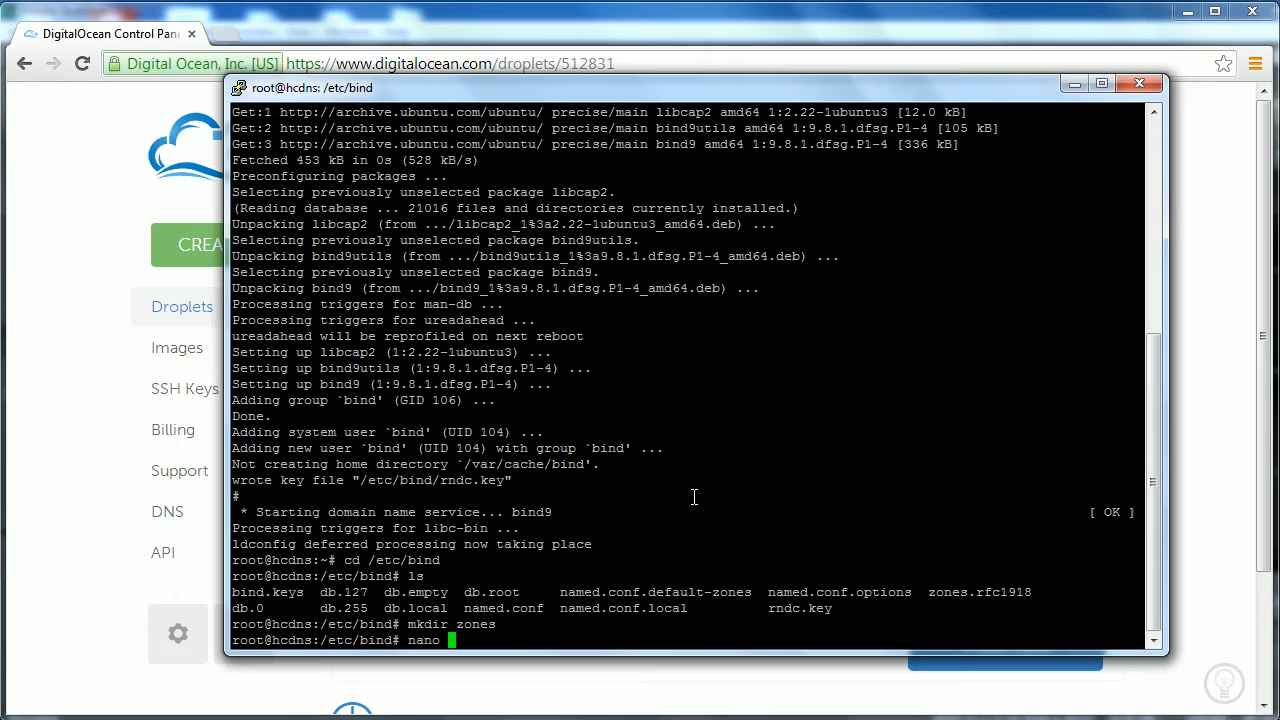 DigitalOcean Control Pane
Digital Ocean, Inc. [US] https://www.digitalocean.com/droplets/512831
root@hcdns: /etc/bind
CREA
Droplets
Images
SSH Keys
Billing
Support
DNS
API
Get:1 http://archive.ubuntu.com/ubuntu/ precise/main libcap2 amd64 1:2.22-1ubuntu3 [12.0 kB]
Get:2 http://archive.ubuntu.com/ubuntu/ precise/main bind9utils amd64 1:9.8.1.dfsg.P1-4 [105 kB]
Get:3 http://archive.ubuntu.com/ubuntu/ precise/main bind9 amd64 1:9.8.1.dfsg.P1-4 [336 kB]
Fetched 453 kB in 0s (528 kB/s)
Preconfiguring packages ...
Selecting previously unselected package libcap2.
(Reading database ... 21016 files and directories currently installed.)
Unpacking libcap2 (from .../libcap2_1%3a2.22-1ubuntu3_amd64.deb) ...
Selecting previously unselected package bind9utils.
Unpacking bind9utils (from .../bind9utils_1%3a9.8.1.dfsg.P1-4_amd64.deb) ...
Selecting previously unselected package bind9.
Unpacking bind9 (from .../bind9_1%3a9.8.1.dfsg.P1-4_amd64.deb) ...
Processing triggers for man-db ...
Processing triggers for ureadahead ...
ureadahead will be reprofiled on next reboot
Setting up libcap2 (1:2.22-1ubuntu3) ...
Setting up bind9utils (1:9.8.1.dfsg.P1-4) ...
Setting up bind9 (1:9.8.1.dfsg.P1-4) ...
Adding group `bind' (GID 106) ...
Done.
Adding system user `bind' (UID 104) ...
Adding new user `bind' (UID 104) with group `bind' ...
Not creating home directory `/var/cache/bind'.
wrote key file "/etc/bind/rndc.key"
#
* Starting domain name service... bind9 [ OK ]
Processing triggers for libc-bin ...
ldconfig deferred processing now taking place
root@hcdns:~# cd /etc/bind
root@hcdns:/etc/bind# ls
bind.keys db.127 db.empty db.root named.conf.default-zones named.conf.options zones.rfc1918
db.0 db.255 db.local named.conf named.conf.local rndc.key
root@hcdns:/etc/bind# mkdir zones
root@hcdns:/etc/bind# nano